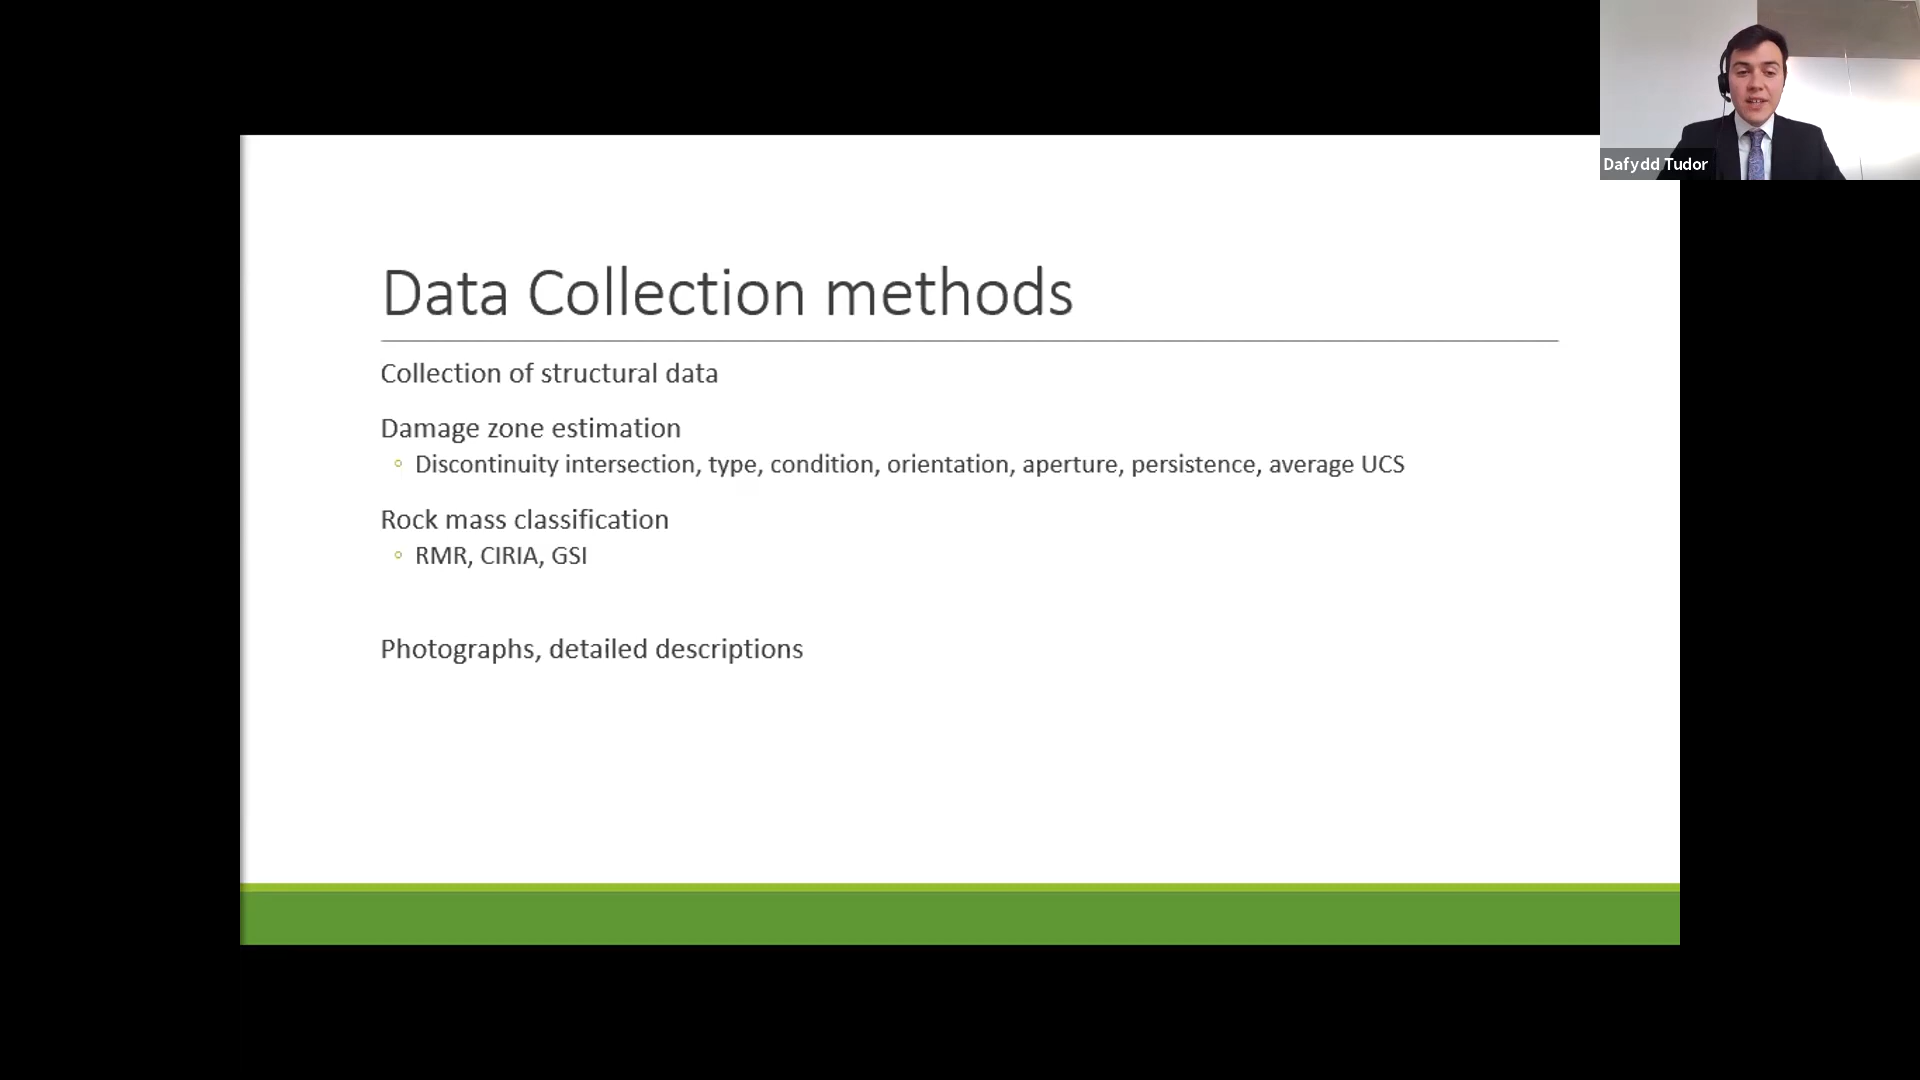 Data Collection methods
Collection of structural data
Damage zone estimation
◦ Discontinuity intersection, type, condition, orientation, aperture, persistence, average UCS
Rock mass classification
◦ RMR, CIRIA, GSI
Photographs, detailed descriptions
Dafydd Tudor